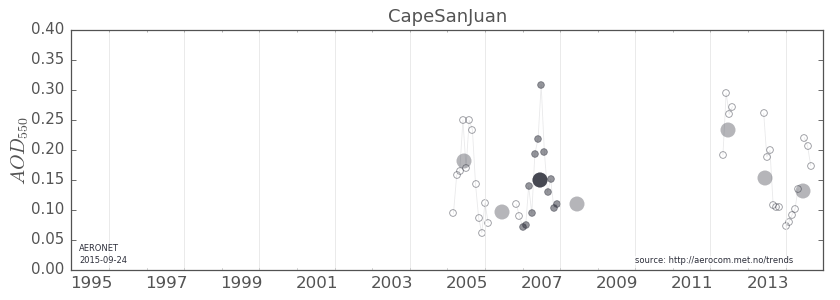 CapeSanJuan
0.40
0.35
0.30
0.25
0.20
0.15
0.10
0.05
0.00
AOD550
AERONET
2015-09-24
source: http://aerocom.met.no/trends
1995 1997 1999 2001 2003 2005 2007 2009 2011 2013